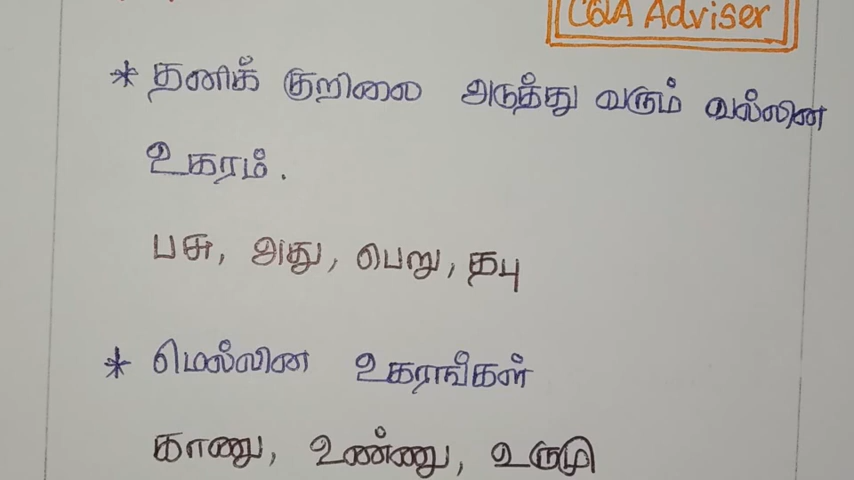 CQA Adviser
* தனிக் குறிலை அடுத்து வரும் வல்லின
உகரம்.
பசு, அது, பெறு, தபு
* மெல்லின உகரங்கள்
காணு, உண்ணு, உருமு